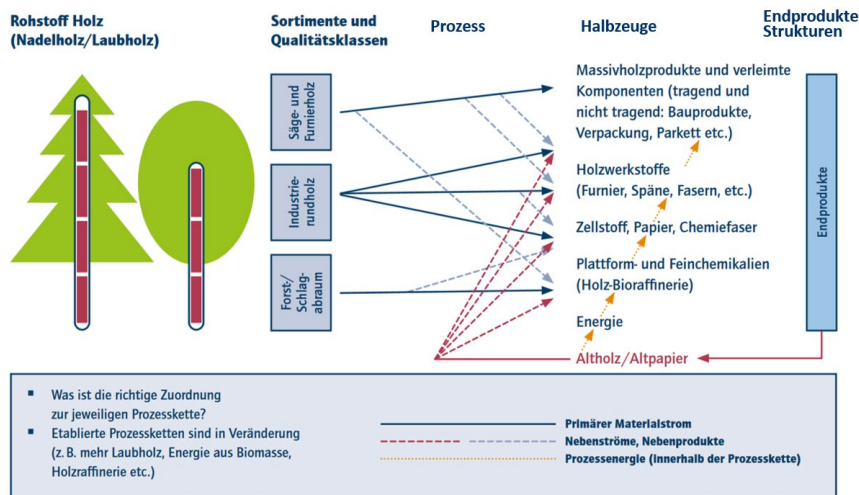 Rohstoff Holz
(Nadelholz/Laubholz)
Sortimente und
Qualitätsklassen
Prozess
Halbzeuge
Endprodukte
Strukturen
Säge- und
Furnierholz
Industrie-
rundholz
Forst-/
Schlag-
abraum
Massivholzprodukte und verleimte
Komponenten (tragend und
nicht tragend: Bauprodukte,
Verpackung, Parkett etc.)
Holzwerkstoffe
(Furnier, Späne, Fasern, etc.)
Zellstoff, Papier, Chemiefaser
Plattform- und Feinchemikalien
(Holz-Bioraffinerie)
Energie
Altholz/Altpapier
Endprodukte
▪ Was ist die richtige Zuordnung
zur jeweiligen Prozesskette?
▪ Etablierte Prozessketten sind in Veränderung
(z. B. mehr Laubholz, Energie aus Biomasse,
Holzraffinerie etc.)
Primärer Materialstrom
Nebenströme, Nebenprodukte
Prozessenergie (innerhalb der Prozesskette)